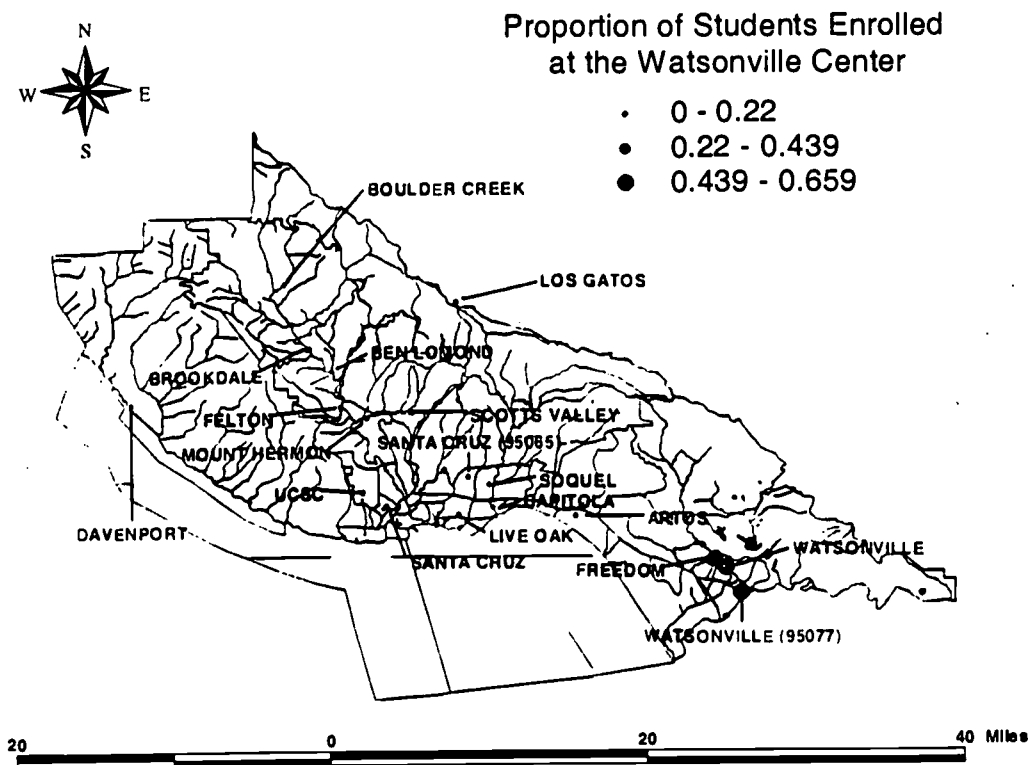 Proportion of Students Enrolled
at the Watsonville Center
0 - 0.22
0.22 - 0.439
0.439 - 0.659
N
W E
S
BOULDER CREEK
LOS GATOS
BEN LOMOND
BROOKDALE
FELTON
SCOTTS VALLEY
SANTA CRUZ (95065)
MOUNT HERMON
SOQUEL
UCSC
CAPITOLA
APTOS
DAVENPORT
LIVE OAK
WATSONVILLE
SANTA CRUZ
FREEDOM
WATSONVILLE (95077)
20 0 20 40 Miles